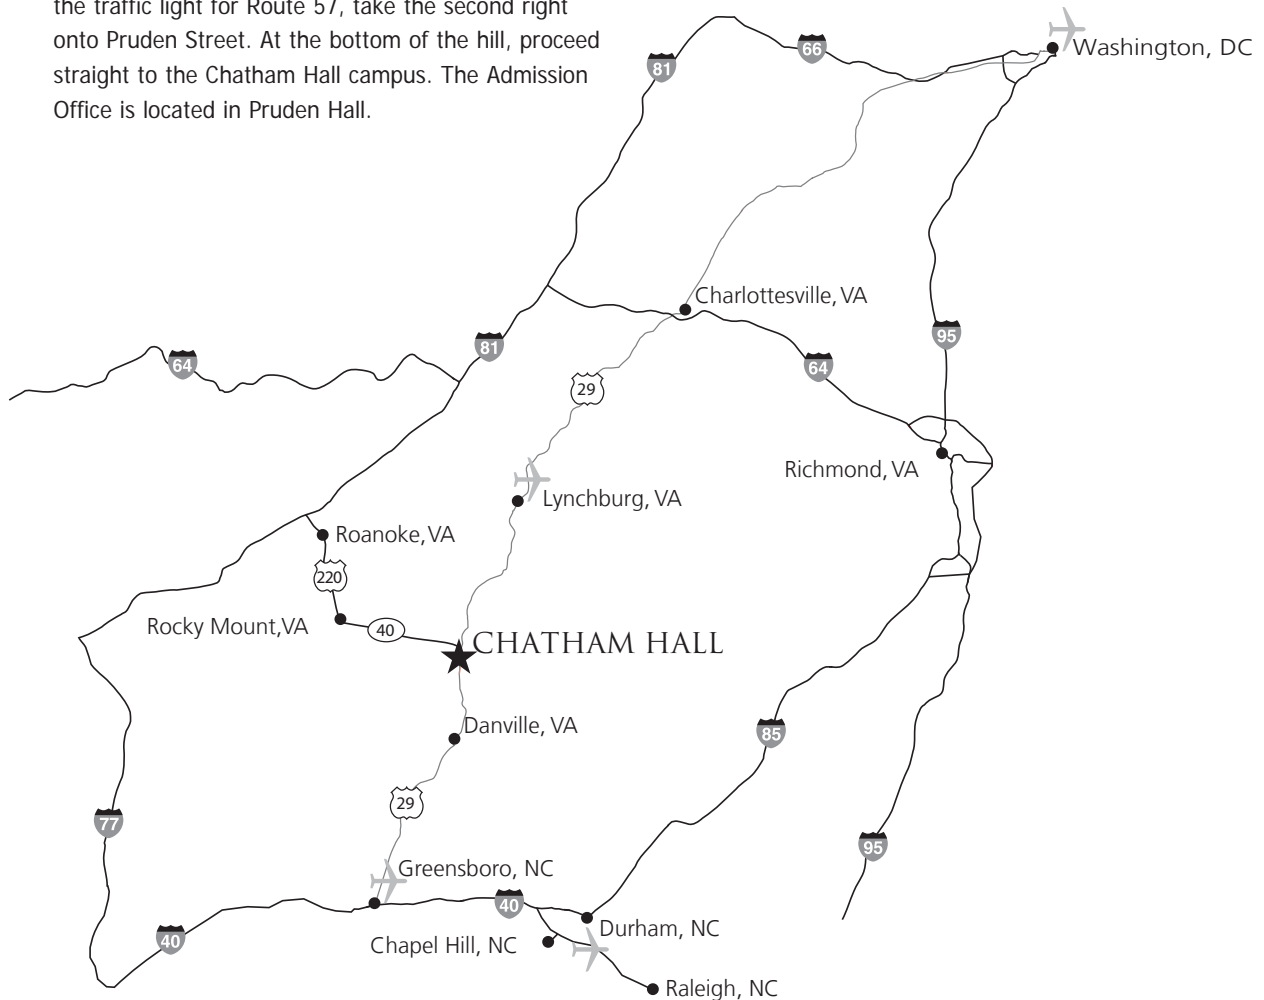 the traffic light for Route 57, take the second right
onto Pruden Street. At the bottom of the hill, proceed
straight to the Chatham Hall campus. The Admission
Office is located in Pruden Hall.
66
Washington, DC
81
Charlottesville, VA
95
81
64
64
29
Richmond, VA
Lynchburg, VA
Roanoke, VA
220
Rocky Mount, VA
40
CHATHAM HALL
Danville, VA
85
29
77
95
Greensboro, NC
40
Durham, NC
40
Chapel Hill, NC
Raleigh, NC